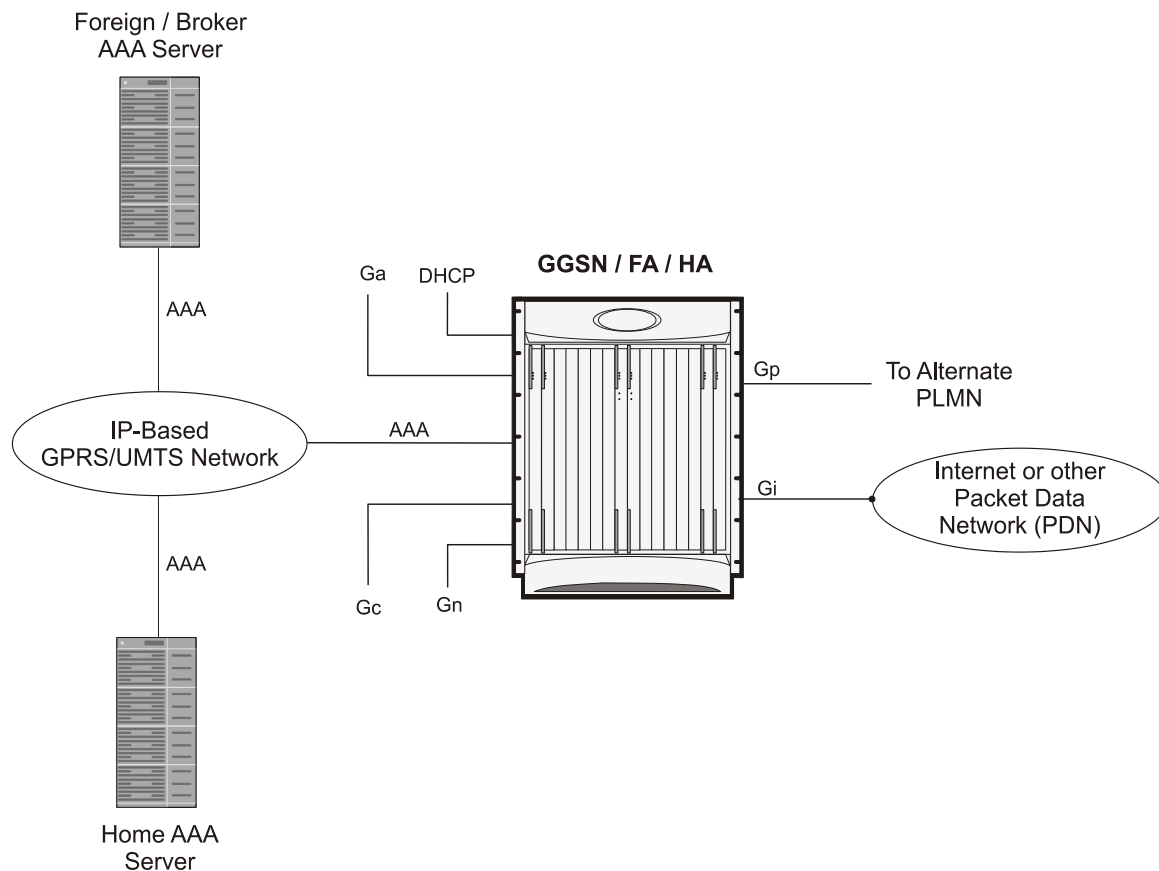 Foreign / Broker
AAA Server
AAA
IP-Based
GPRS/UMTS Network
AAA
Home AAA
Server
Ga
DHCP
AAA
Gc
Gn
GGSN / FA / HA
Gp
To Alternate
PLMN
Gi
Internet or other
Packet Data
Network (PDN)